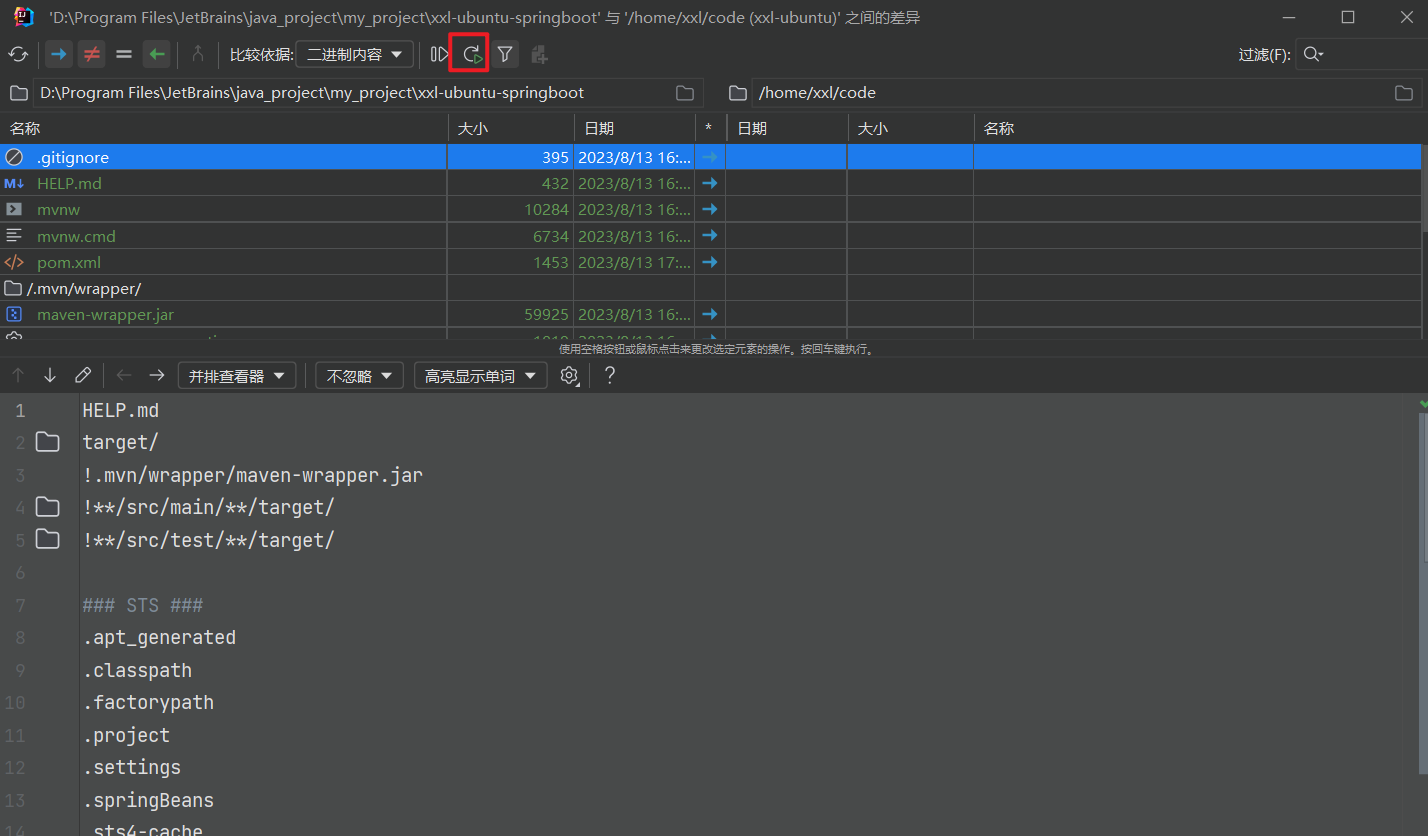 'D:\Program Files\JetBrains\java_project\my_project\xxl-ubuntu-springboot' 与 '/home/xxl/code (xxl-ubuntu)' 之间的差异
比较依据: 二进制内容 过滤(F):
D:\Program Files\JetBrains\java_project\my_project\xxl-ubuntu-springboot /home/xxl/code
名称 大小 日期 * 日期 大小 名称
.gitignore 395 2023/8/13 16:...
M↓ HELP.md 432 2023/8/13 16:...
mvnw 10284 2023/8/13 16:...
mvnw.cmd 6734 2023/8/13 16:...
pom.xml 1453 2023/8/13 17:...
/.mvn/wrapper/
maven-wrapper.jar 59925 2023/8/13 16:...
使用空格按钮或鼠标点击来更改选定元素的操作。按回车键执行。
并排查看器 不忽略 高亮显示单词 ?
1 HELP.md
2 target/
3 !.mvn/wrapper/maven-wrapper.jar
4 !**/src/main/**/target/
5 !**/src/test/**/target/
6
7 ### STS ###
8 .apt_generated
9 .classpath
10 .factorypath
11 .project
12 .settings
13 .springBeans
14 .sts4-cache